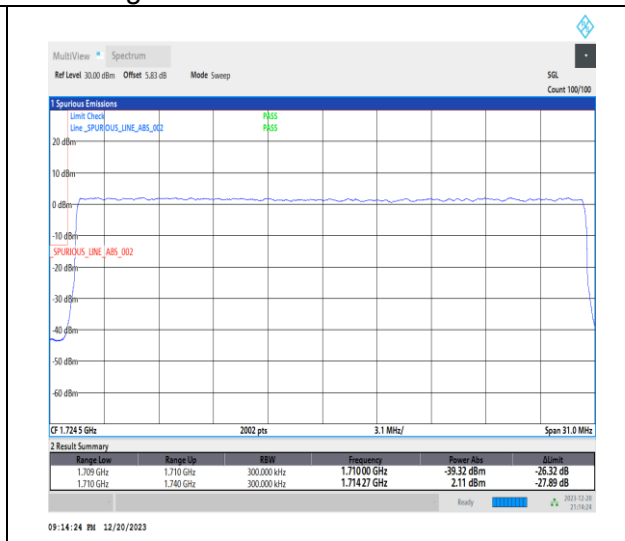 MultiView Spectrum
Ref Level 30.00 dBm Offset 5.83 dB Mode Sweep SGL
Count 100/100
1 Spurious Emissions
Limit Check PASS
Line _SPURIOUS_LINE_ABS_002 PASS
20 dBm
10 dBm
0 dBm
-10 dBm
_SPURIOUS_LINE_ABS_002
-20 dBm
-30 dBm
-40 dBm
-50 dBm
-60 dBm
CF 1.724 5 GHz 2002 pts 3.1 MHz/ Span 31.0 MHz
2 Result Summary
Range Low Range Up RBW Frequency Power Abs ΔLimit
1.709 GHz 1.710 GHz 300.000 kHz 1.710 00 GHz -39.32 dBm -26.32 dB
1.710 GHz 1.740 GHz 300.000 kHz 1.714 27 GHz 2.11 dBm -27.89 dB
Ready 2023-12-20
21:14:24
09:14:24 PM 12/20/2023